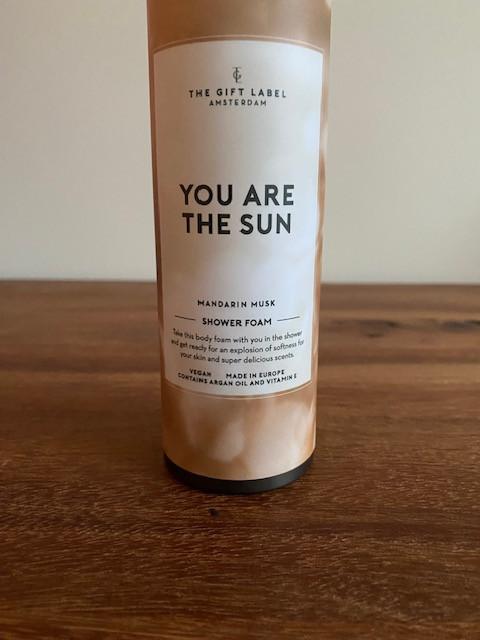 THE GIFT LABEL
AMSTERDAM
YOU ARE
THE SUN
MANDARIN MUSK
SHOWER FOAM
Take this body foam with you in the shower
and get ready for an explosion of softness for
your skin and super delicious scents.
VEGAN MADE IN EUROPE
CONTAINS ARGAN OIL AND VITAMIN E